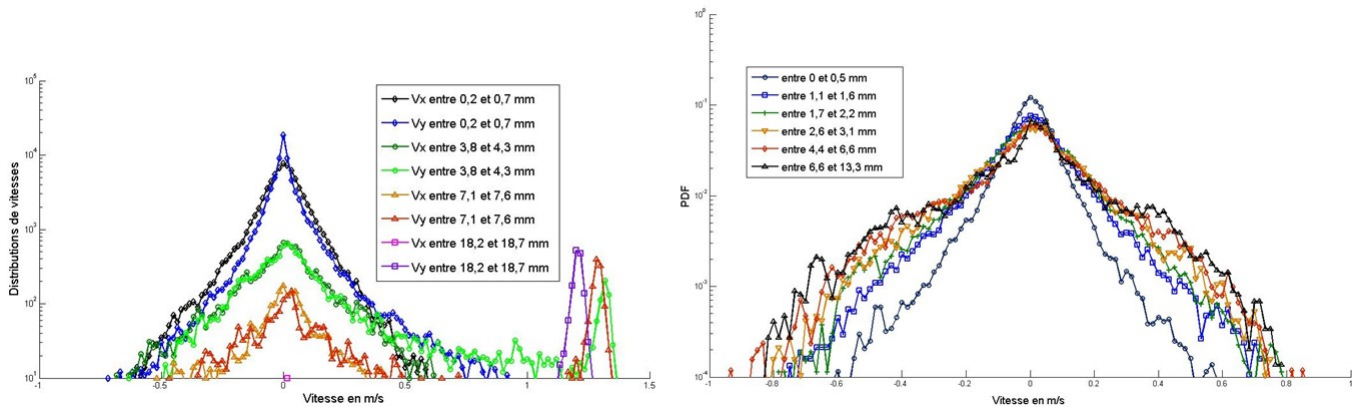 Distributions de vitesses
10^5
10^4
10^3
10^2
10^1
-1
-0.5
0
0.5
1
1.5
Vitesse en m/s
Vx entre 0,2 et 0,7 mm
Vy entre 0,2 et 0,7 mm
Vx entre 3,8 et 4,3 mm
Vy entre 3,8 et 4,3 mm
Vx entre 7,1 et 7,6 mm
Vy entre 7,1 et 7,6 mm
Vx entre 18,2 et 18,7 mm
Vy entre 18,2 et 18,7 mm
PDF
10^0
10^-1
10^-2
10^-3
10^-4
-1
-0.8
-0.6
-0.4
-0.2
0
0.2
0.4
0.6
0.8
1
Vitesse en m/s
entre 0 et 0,5 mm
entre 1,1 et 1,6 mm
entre 1,7 et 2,2 mm
entre 2,6 et 3,1 mm
entre 4,4 et 6,6 mm
entre 6,6 et 13,3 mm